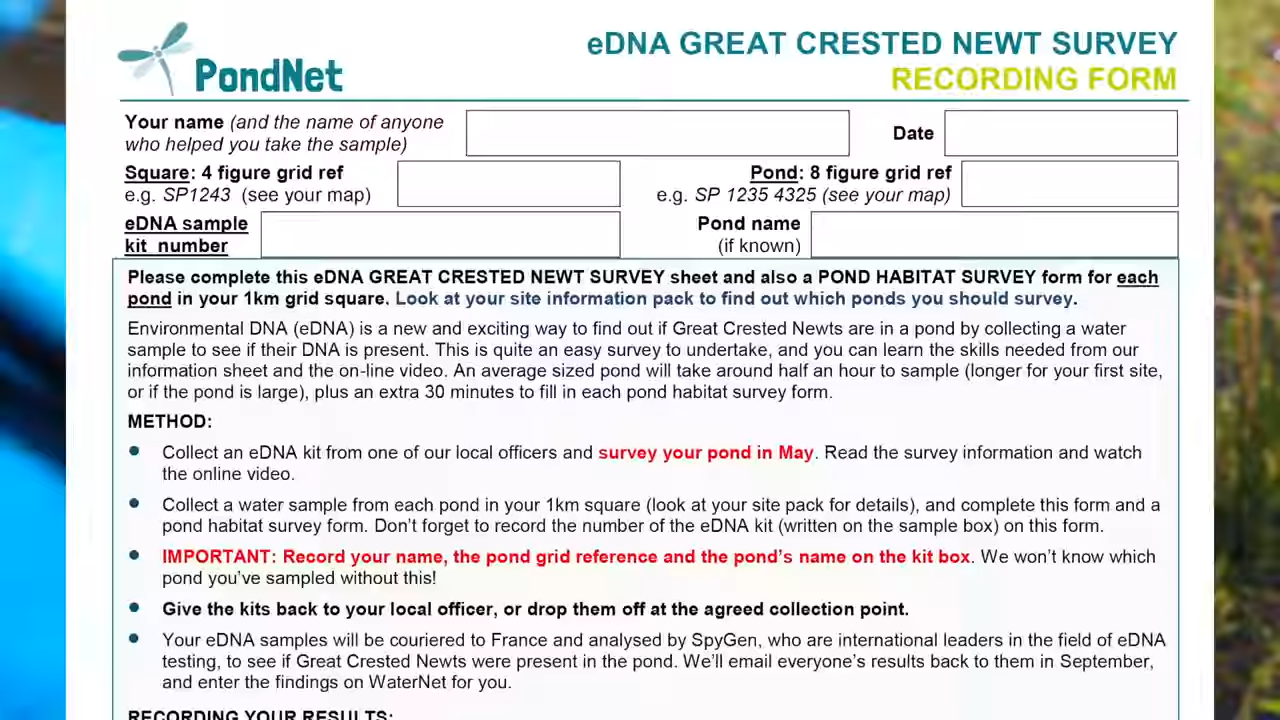 PondNet
eDNA GREAT CRESTED NEWT SURVEY
RECORDING FORM
Your name (and the name of anyone
who helped you take the sample)
Date
Square: 4 figure grid ref
e.g. SP1243 (see your map)
Pond: 8 figure grid ref
e.g. SP 1235 4325 (see your map)
eDNA sample
kit number
Pond name
(if known)
Please complete this eDNA GREAT CRESTED NEWT SURVEY sheet and also a POND HABITAT SURVEY form for each
pond in your 1km grid square. Look at your site information pack to find out which ponds you should survey.
Environmental DNA (eDNA) is a new and exciting way to find out if Great Crested Newts are in a pond by collecting a water
sample to see if their DNA is present. This is quite an easy survey to undertake, and you can learn the skills needed from our
information sheet and the on-line video. An average sized pond will take around half an hour to sample (longer for your first site,
or if the pond is large), plus an extra 30 minutes to fill in each pond habitat survey form.
METHOD:
Collect an eDNA kit from one of our local officers and survey your pond in May. Read the survey information and watch
the online video.
Collect a water sample from each pond in your 1km square (look at your site pack for details), and complete this form and a
pond habitat survey form. Don't forget to record the number of the eDNA kit (written on the sample box) on this form.
IMPORTANT: Record your name, the pond grid reference and the pond's name on the kit box. We won't know which
pond you've sampled without this!
Give the kits back to your local officer, or drop them off at the agreed collection point.
Your eDNA samples will be couriered to France and analysed by SpyGen, who are international leaders in the field of eDNA
testing, to see if Great Crested Newts were present in the pond. We'll email everyone's results back to them in September,
and enter the findings on WaterNet for you.
RECORDING YOUR RESULTS: